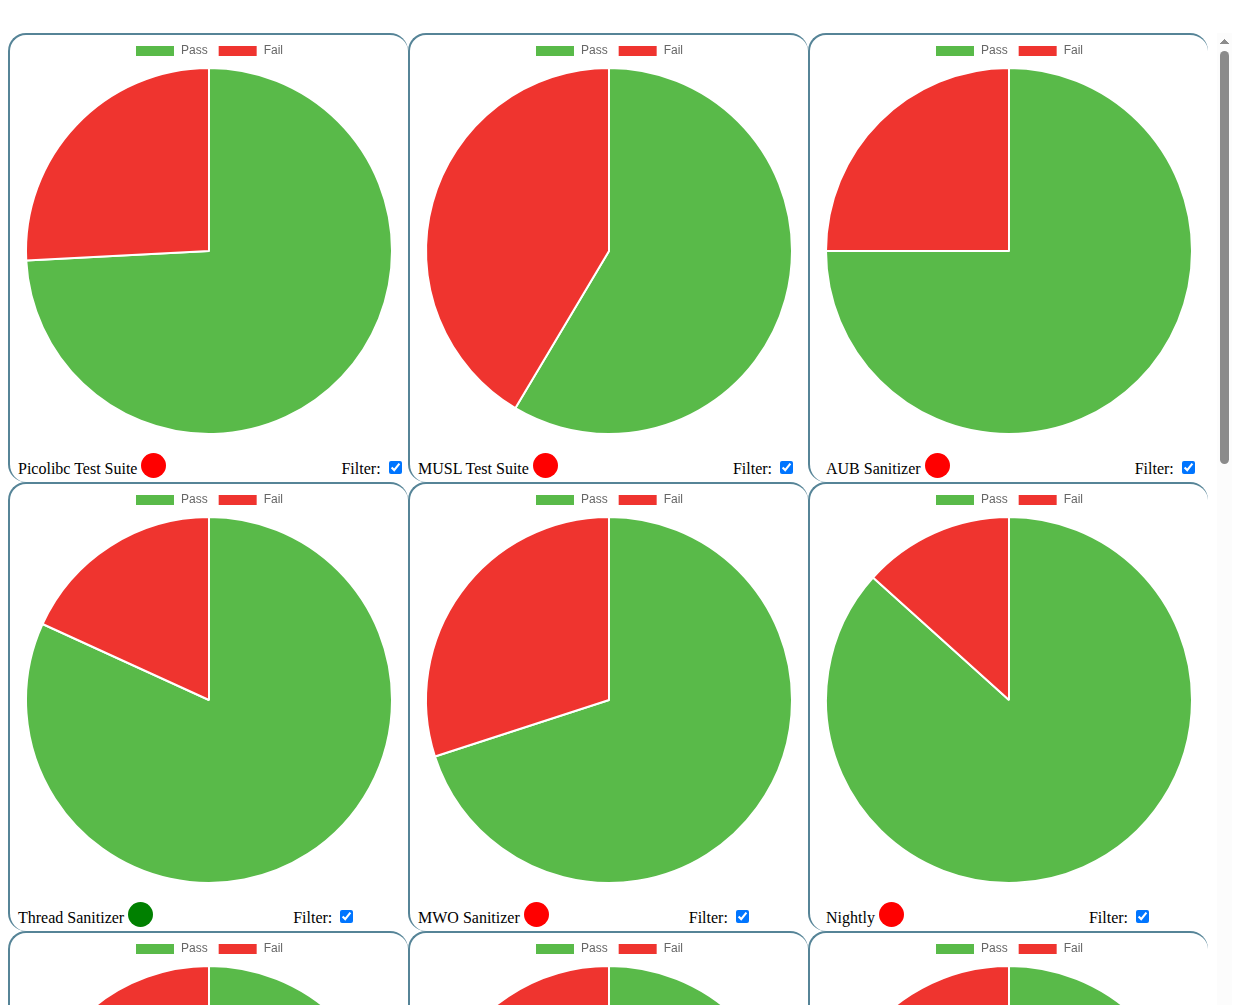 Pass Fail
Pass Fail
Pass Fail
Picolibc Test Suite Filter:
MUSL Test Suite Filter:
AUB Sanitizer Filter:
Pass Fail
Pass Fail
Pass Fail
Thread Sanitizer Filter:
MWO Sanitizer Filter:
Nightly Filter:
Pass Fail
Pass Fail
Pass Fail